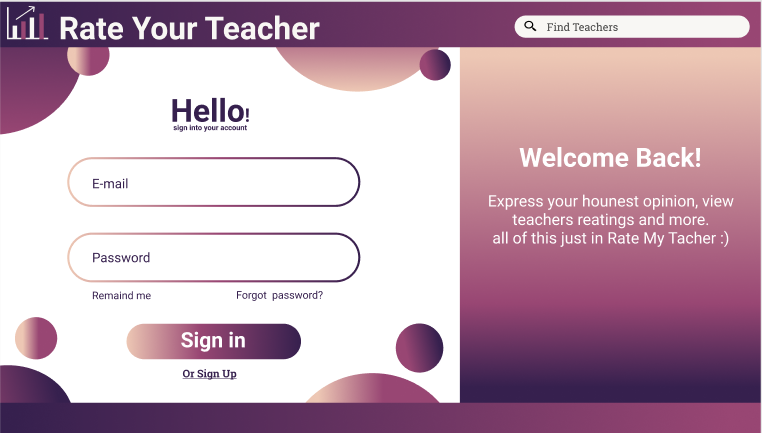 Rate Your Teacher
Find Teachers
Hello!
sign into your account
E-mail
Password
Remaind me
Forgot password?
Sign in
Or Sign Up
Welcome Back!
Express your hounest opinion, view
teachers reatings and more.
all of this just in Rate My Tacher :)